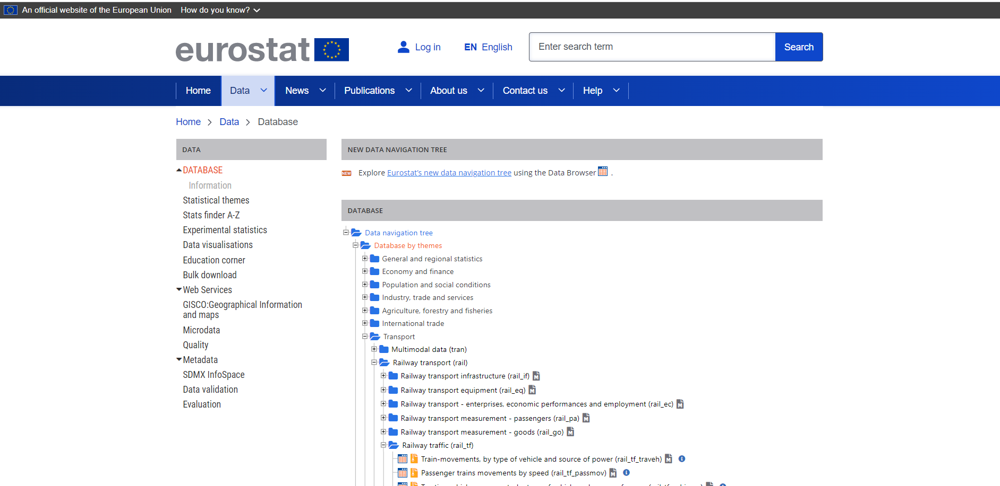 An official website of the European Union How do you know?
eurostat
Log in EN English Enter search term Search
Home Data News Publications About us Contact us Help
Home > Data > Database
DATA
DATABASE
Information
Statistical themes
Stats finder A-Z
Experimental statistics
Data visualisations
Education corner
Bulk download
Web Services
GISCO:Geographical Information
and maps
Microdata
Quality
Metadata
SDMX InfoSpace
Data validation
Evaluation
NEW DATA NAVIGATION TREE
NEW Explore Eurostat's new data navigation tree using the Data Browser .
DATABASE
Data navigation tree
Database by themes
General and regional statistics
Economy and finance
Population and social conditions
Industry, trade and services
Agriculture, forestry and fisheries
International trade
Transport
Multimodal data (tran)
Railway transport (rail)
Railway transport infrastructure (rail_if) M
Railway transport equipment (rail_eq) M
Railway transport - enterprises, economic performances and employment (rail_ec) M
Railway transport measurement - passengers (rail_pa) M
Railway transport measurement - goods (rail_go) M
Railway traffic (rail_tf)
Train-movements, by type of vehicle and source of power (rail_tf_traveh) M i
Passenger trains movements by speed (rail_tf_passmov) M i